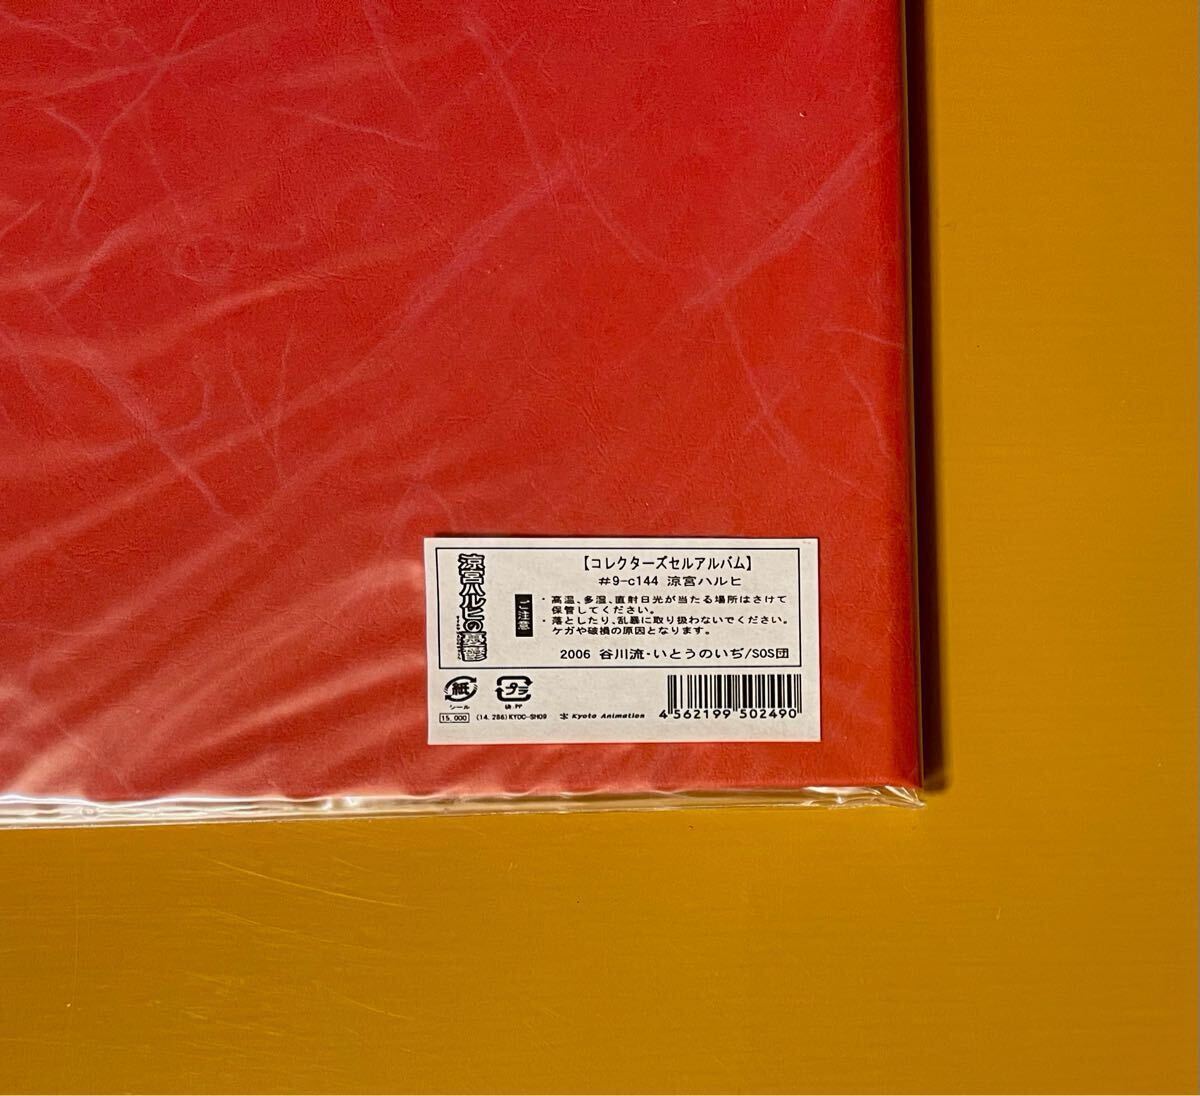 涼宮ハルヒの憂鬱
【コレクターズセルアルバム】
#9-c144 涼宮ハルヒ
ご注意
・高温、多湿、直射日光が当たる場所はさけて
保管してください。
・落としたり、乱暴に取り扱わないでください。
ケガや破損の原因となります。
2006 谷川流・いとうのいぢ/SOS団
紙
シール
プラ
袋:PP
15,000 (14,286) KYOC-SH09 Kyoto Animation
4 562199 502490